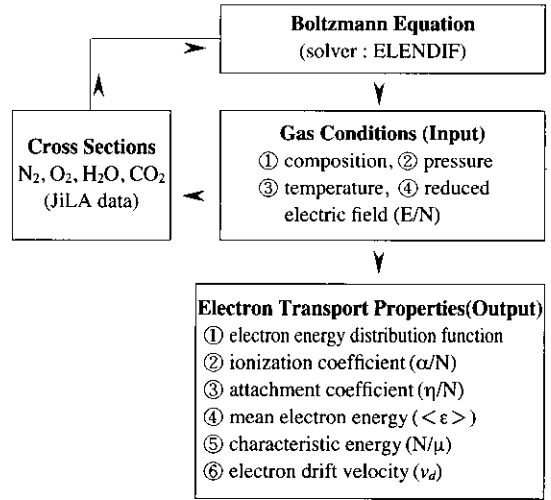 Boltzmann Equation
(solver : ELENDIF)
Cross Sections
N₂, O₂, H₂O, CO₂
(JiLA data)
Gas Conditions (Input)
① composition, ② pressure
③ temperature, ④ reduced
electric field (E/N)
Electron Transport Properties(Output)
① electron energy distribution function
② ionization coefficient (α/N)
③ attachment coefficient (η/N)
④ mean electron energy (<ε>)
⑤ characteristic energy (N/μ)
⑥ electron drift velocity (v_d)